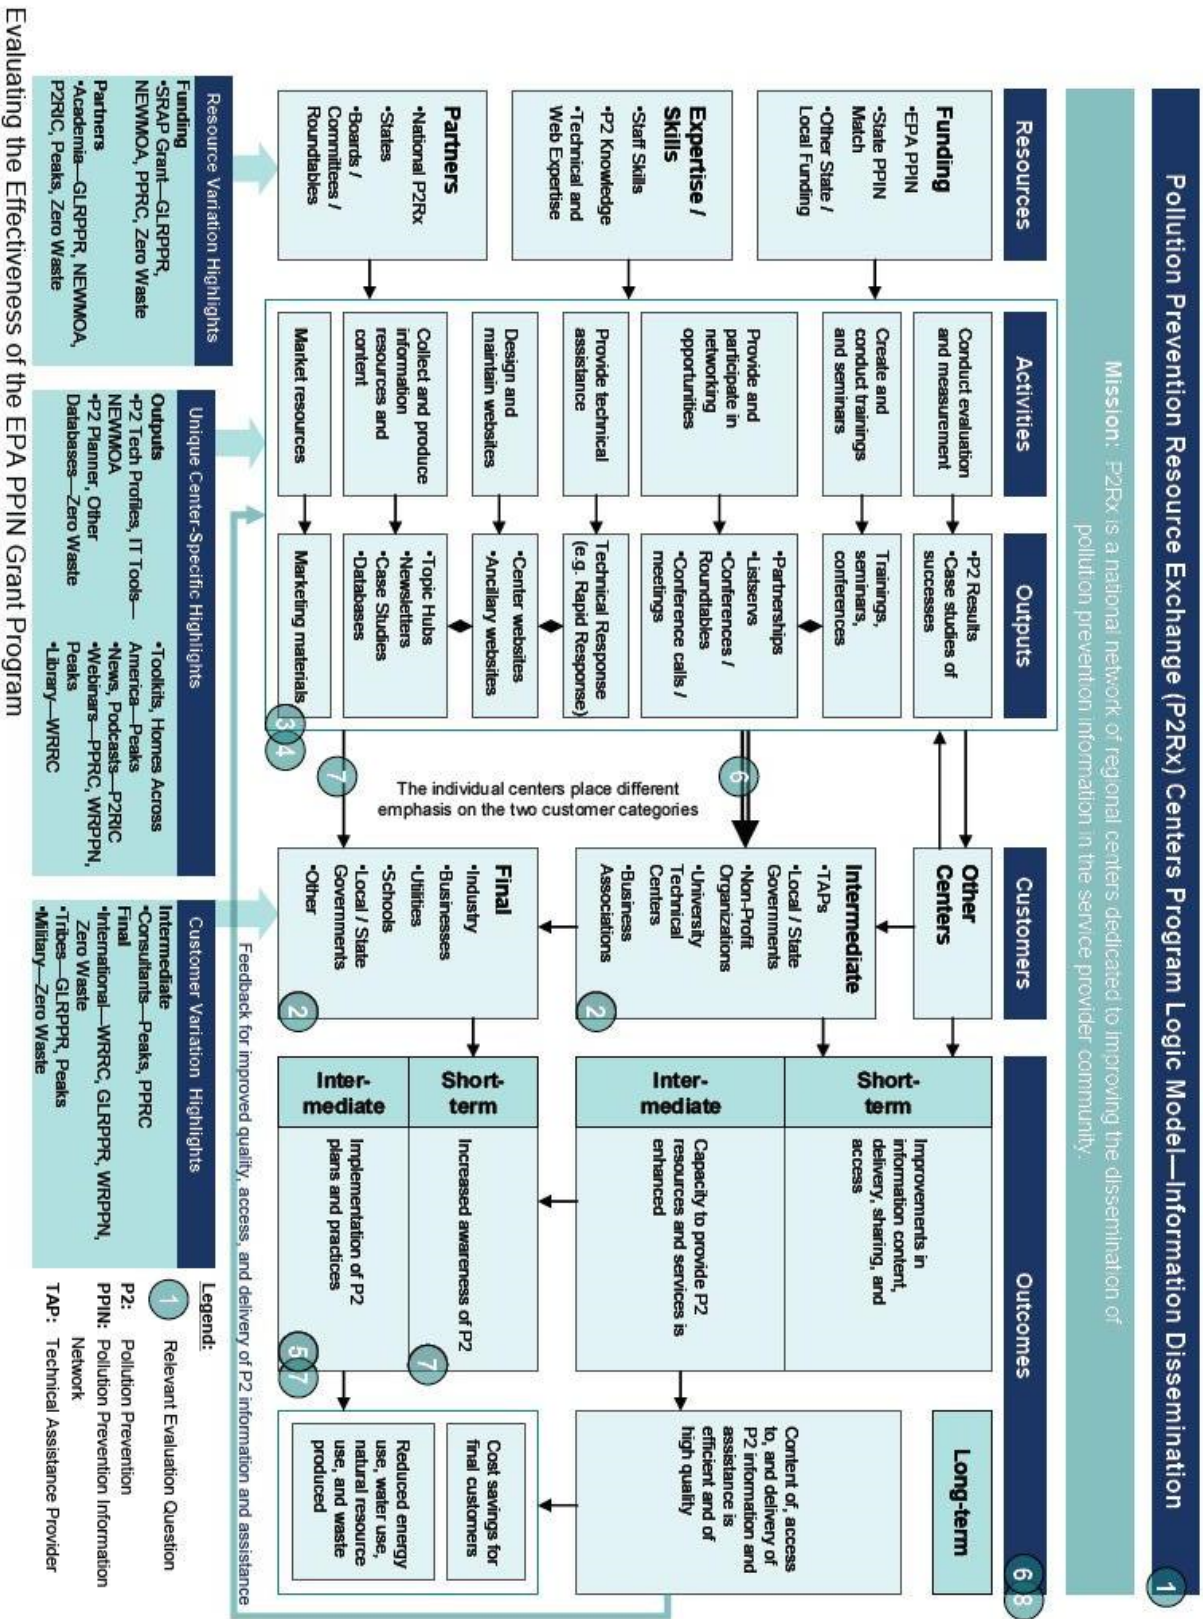 Pollution Prevention Resource Exchange (P2Rx) Centers Program Logic Model—Information Dissemination
1
Mission: P2Rx is a national network of regional centers dedicated to improving the dissemination of
pollution prevention information in the service provider community.
Resources
Activities
Outputs
Customers
Outcomes
6
8
Funding
•EPA PPIN
•State PPIN
Match
•Other State /
Local Funding
Expertise /
Skills
•Staff Skills
•P2 Knowledge
•Technical and
Web Expertise
Partners
•National P2Rx
•States
•Boards /
Committees /
Roundtables
Conduct evaluation
and measurement
Create and
conduct trainings
and seminars
Provide and
participate in
networking
opportunities
Provide technical
assistance
Design and
maintain websites
Collect and produce
information
resources and
content
Market resources
•P2 Results
•Case studies of
successes
Trainings,
seminars,
conferences
•Partnerships
•Listservs
•Conferences /
Roundtables
•Conference calls /
meetings
Technical Response
(e.g. Rapid Response)
•Center websites
•Ancillary websites
•Topic Hubs
•Newsletters
•Case Studies
•Databases
Marketing materials
3
4
6
The individual centers place different
emphasis on the two customer categories
7
Other
Centers
Intermediate
•TAPs
•Local / State
Governments
•Non-Profit
Organizations
•University
Technical
Centers
•Business
Associations
2
Final
•Industry
•Businesses
•Utilities
•Schools
•Local / State
Governments
•Other
2
Short-
term
Improvements in
information content,
delivery, sharing, and
access
Inter-
mediate
Capacity to provide P2
resources and services is
enhanced
Short-
term
Increased awareness of P2
7
Inter-
mediate
Implementation of P2
plans and practices
5
7
Long-term
Content of, access
to, and delivery of
P2 information and
assistance is
efficient and of
high quality
Cost savings for
final customers
Reduced energy
use, water use,
natural resource
use, and waste
produced
Feedback for improved quality, access, and delivery of P2 information and assistance
Resource Variation Highlights
Funding
•SRAP Grant—GLRPPR,
NEWMOA, PPRC, Zero Waste
Partners
•Academia—GLRPPR, NEWMOA,
P2RIC, Peaks, Zero Waste
Unique Center-Specific Highlights
Outputs
•P2 Tech Profiles, IT Tools—
NEWMOA
•P2 Planner, Other
Databases—Zero Waste
•Toolkits, Homes Across
America—Peaks
•News, Podcasts—P2RIC
•Webinars—PPRC, WRPPN,
Peaks
•Library—WRRC
Customer Variation Highlights
Intermediate
•Consultants—Peaks, PPRC
Final
•International—WRRC, GLRPPR, WRPPN,
Zero Waste
•Tribes—GLRPPR, Peaks
•Military—Zero Waste
Legend:
1 Relevant Evaluation Question
P2: Pollution Prevention
PPIN: Pollution Prevention Information
Network
TAP: Technical Assistance Provider
Evaluating the Effectiveness of the EPA PPIN Grant Program